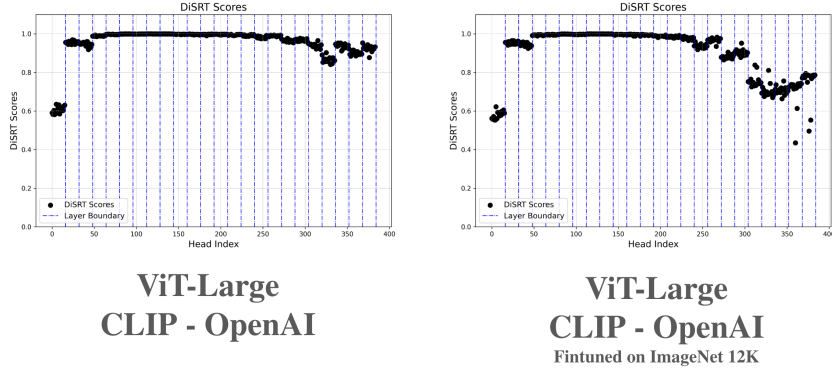 DiSRT Scores
DiSRT Scores
1.0
0.8
0.6
0.4
0.2
0.0
DiSRT Scores
Layer Boundary
0 50 100 150 200 250 300 350 400
Head Index
ViT-Large
CLIP - OpenAI
DiSRT Scores
DiSRT Scores
1.0
0.8
0.6
0.4
0.2
0.0
DiSRT Scores
Layer Boundary
0 50 100 150 200 250 300 350
Head Index
ViT-Large
CLIP - OpenAI
Fintuned on ImageNet 12K